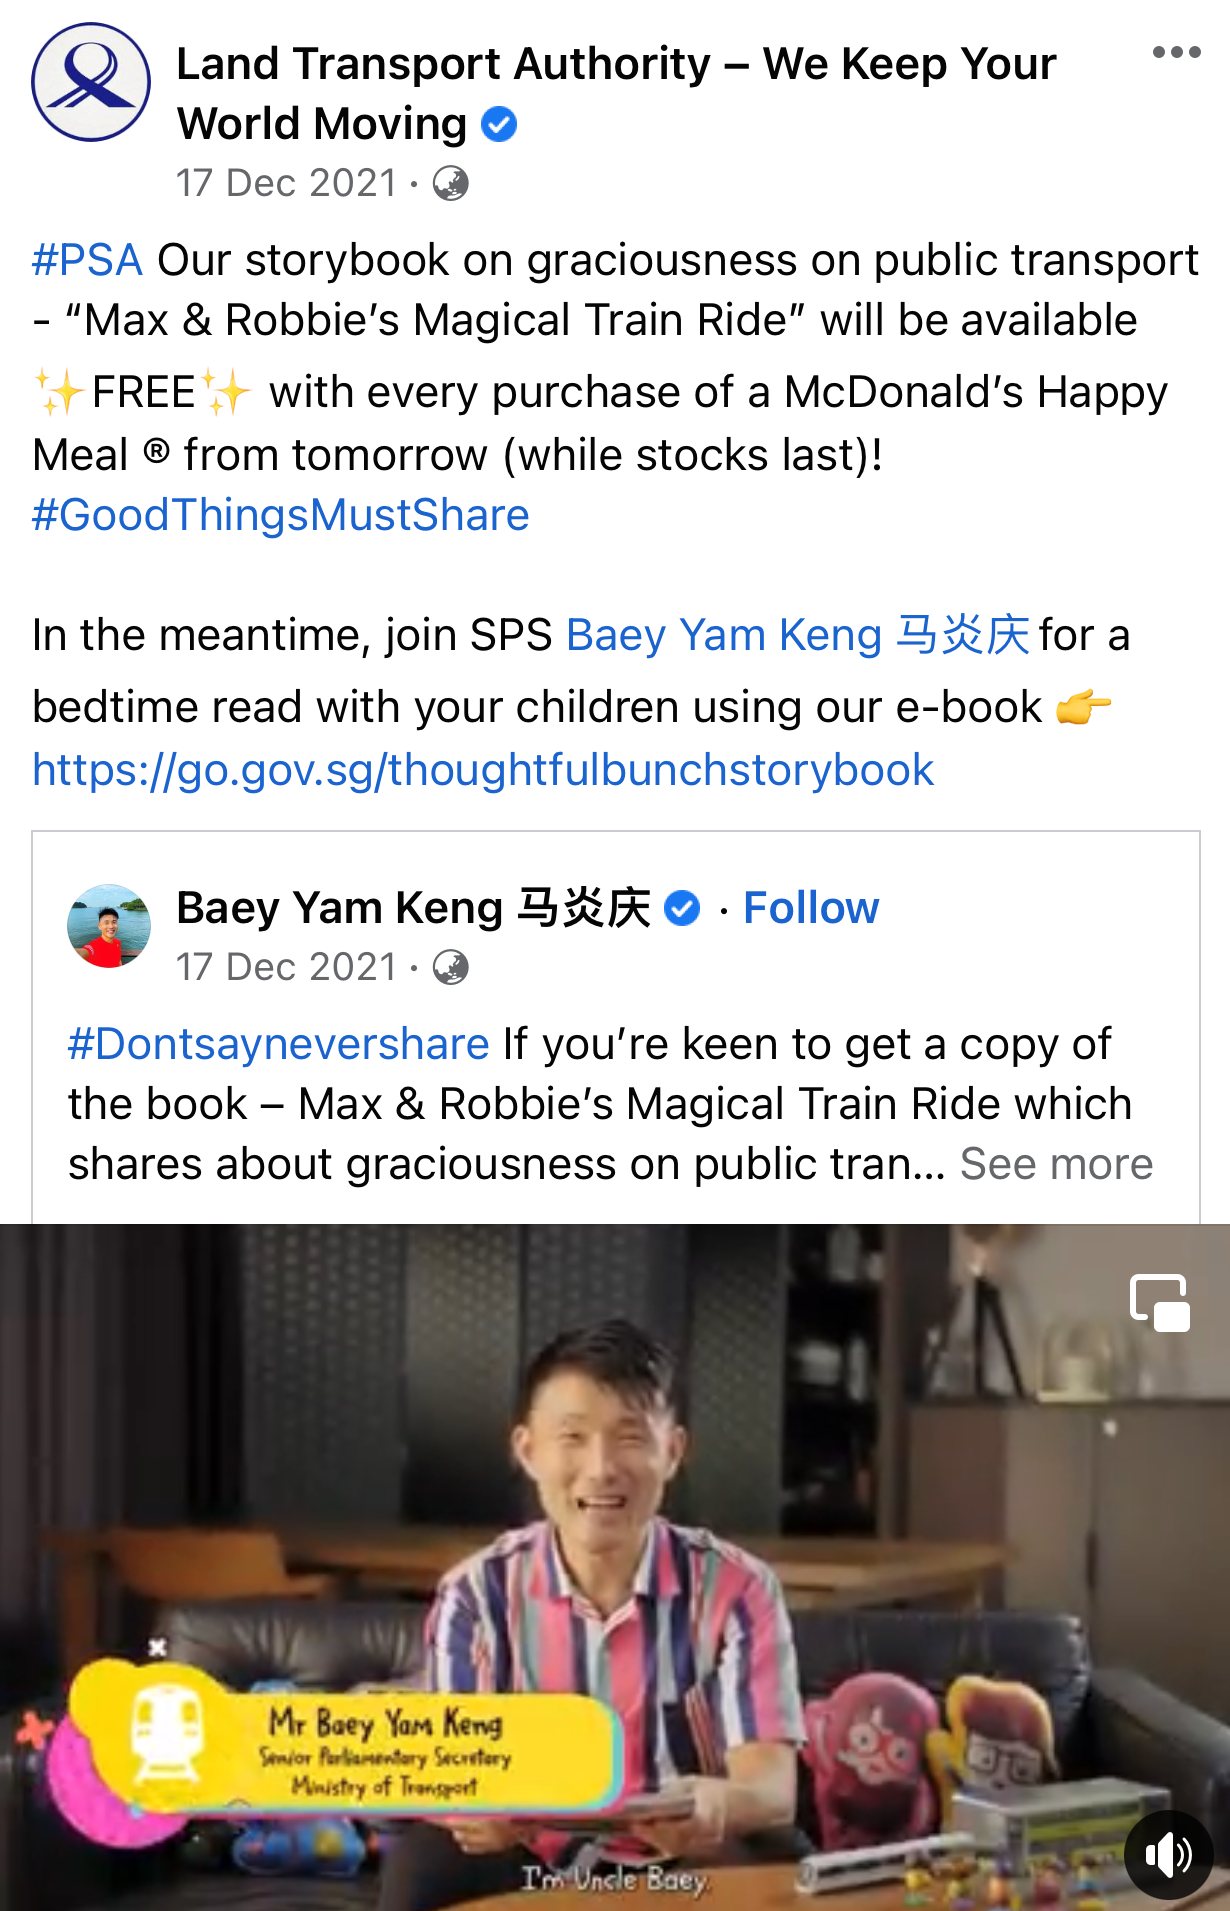 Land Transport Authority – We Keep Your
World Moving
17 Dec 2021 ·
#PSA Our storybook on graciousness on public transport
- “Max & Robbie’s Magical Train Ride” will be available
✨FREE✨ with every purchase of a McDonald’s Happy
Meal ® from tomorrow (while stocks last)!
#GoodThingsMustShare
In the meantime, join SPS Baey Yam Keng 马炎庆 for a
bedtime read with your children using our e-book 👉
https://go.gov.sg/thoughtfulbunchstorybook
Baey Yam Keng 马炎庆 · Follow
17 Dec 2021 ·
#Dontsaynevershare If you’re keen to get a copy of
the book – Max & Robbie’s Magical Train Ride which
shares about graciousness on public tran... See more
Mr Baey Yam Keng
Senior Parliamentary Secretary
Ministry of Transport
I'm Uncle Baey.